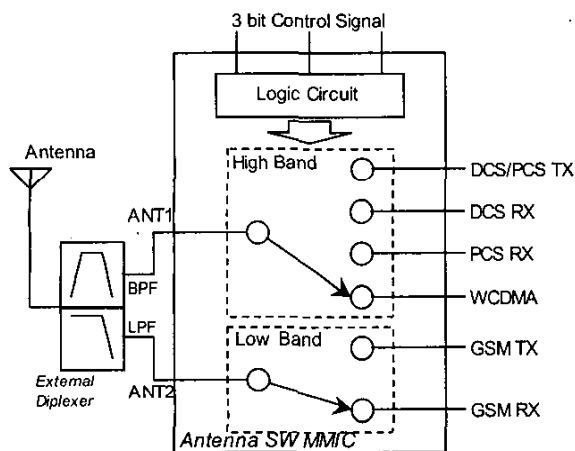 3 bit Control Signal
Logic Circuit
Antenna
High Band
DCS/PCS TX
ANT1
DCS RX
PCS RX
BPF
WCDMA
LPF
Low Band
GSM TX
External
Diplexer
ANT2
GSM RX
Antenna SW MMIC